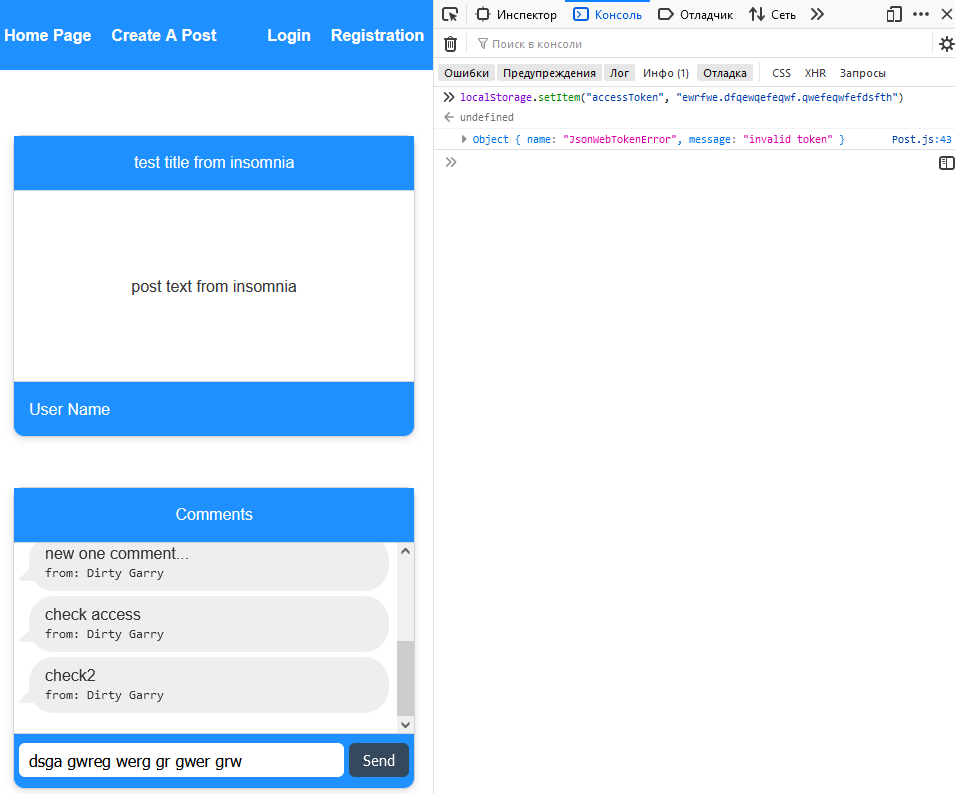 Home Page Create A Post Login Registration
test title from insomnia
post text from insomnia
User Name
Comments
new one comment...
from: Dirty Garry
check access
from: Dirty Garry
check2
from: Dirty Garry
dsga gwreg werg gr gwer grw Send
Инспектор Консоль Отладчик Сеть
Поиск в консоли
Ошибки Предупреждения Лог Инфо (1) Отладка CSS XHR Запросы
localStorage.setItem("accessToken", "ewrfwe.dfqewqefeqwf.qwefeqwfefdsfth")
undefined
Object { name: "JsonWebTokenError", message: "invalid token" } Post.js:43